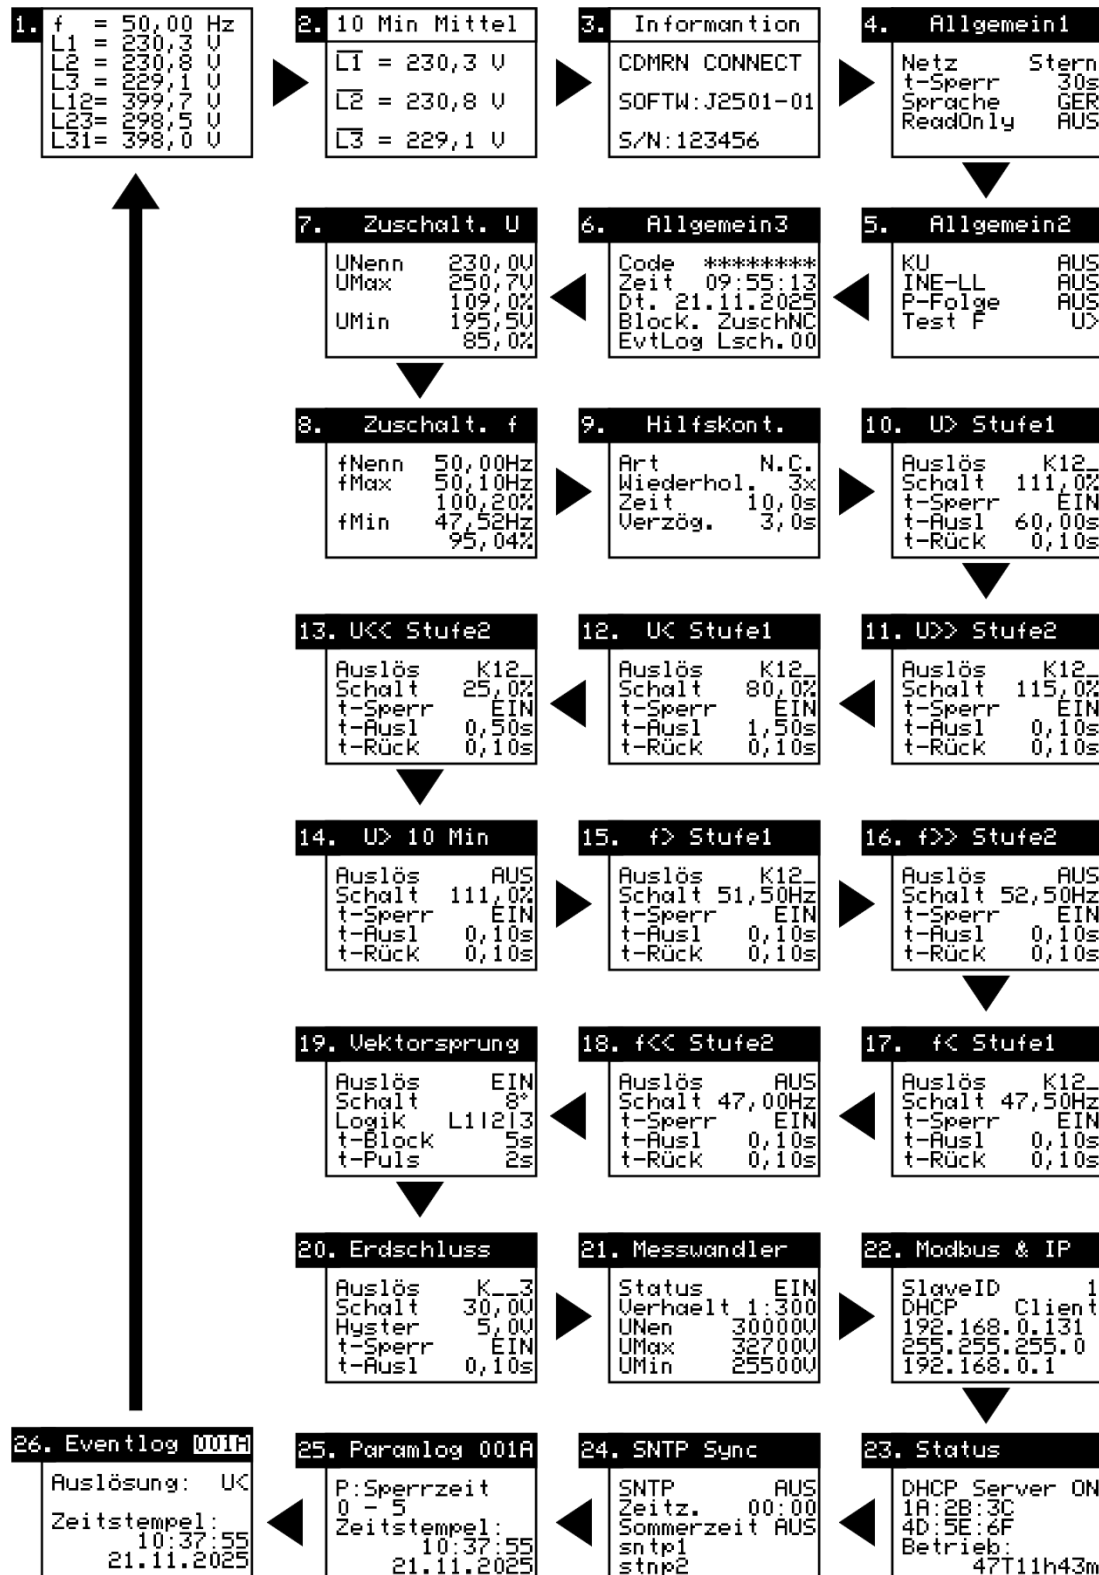 1.
f = 50,00 Hz
L1 = 230,3 V
L2 = 230,8 V
L3 = 229,1 V
L12= 399,7 V
L23= 298,5 V
L31= 398,0 V
2. 10 Min Mittel
L1 = 230,3 V
L2 = 230,8 V
L3 = 229,1 V
3. Informantion
CDMRN CONNECT
SOFTW:J2501-01
S/N:123456
4. Allgemein1
Netz Stern
t-Sperr 30s
Sprache GER
ReadOnly AUS
5. Allgemein2
KU AUS
INE-LL AUS
P-Folge AUS
Test F U>
6. Allgemein3
Code ********
Zeit 09:55:13
Dt. 21.11.2025
Block. ZuschNC
EvtLog Lsch.00
7. Zuschalt. U
UNenn 230,0V
UMax 250,7V
109,0%
UMin 195,5V
85,0%
8. Zuschalt. f
fNenn 50,00Hz
fMax 50,10Hz
100,20%
fMin 47,52Hz
95,04%
9. Hilfskont.
Art N.C.
Wiederhol. 3x
Zeit 10,0s
Verzög. 3,0s
10. U> Stufe1
Auslös K12_
Schalt 111,0%
t-Sperr EIN
t-Ausl 60,00s
t-Rück 0,10s
11. U>> Stufe2
Auslös K12_
Schalt 115,0%
t-Sperr EIN
t-Ausl 0,10s
t-Rück 0,10s
12. U< Stufe1
Auslös K12_
Schalt 80,0%
t-Sperr EIN
t-Ausl 1,50s
t-Rück 0,10s
13. U<< Stufe2
Auslös K12_
Schalt 25,0%
t-Sperr EIN
t-Ausl 0,50s
t-Rück 0,10s
14. U> 10 Min
Auslös AUS
Schalt 111,0%
t-Sperr EIN
t-Ausl 0,10s
t-Rück 0,10s
15. f> Stufe1
Auslös K12_
Schalt 51,50Hz
t-Sperr EIN
t-Ausl 0,10s
t-Rück 0,10s
16. f>> Stufe2
Auslös AUS
Schalt 52,50Hz
t-Sperr EIN
t-Ausl 0,10s
t-Rück 0,10s
17. f< Stufe1
Auslös K12_
Schalt 47,50Hz
t-Sperr EIN
t-Ausl 0,10s
t-Rück 0,10s
18. f<< Stufe2
Auslös AUS
Schalt 47,00Hz
t-Sperr EIN
t-Ausl 0,10s
t-Rück 0,10s
19. Vektorsprung
Auslös EIN
Schalt 8°
Logik L1|2|3
t-Block 5s
t-Puls 2s
20. Erdschluss
Auslös K__3
Schalt 30,0V
Hyster 5,0V
t-Sperr EIN
t-Ausl 0,10s
21. Messwandler
Status EIN
Verhaelt 1:300
UNen 30000V
UMax 32700V
UMin 25500V
22. Modbus & IP
SlaveID 1
DHCP Client
192.168.0.131
255.255.255.0
192.168.0.1
23. Status
DHCP Server ON
1A:2B:3C
4D:5E:6F
Betrieb:
47T11h43m
24. SNTP Sync
SNTP AUS
Zeitz. 00:00
Sommerzeit AUS
sntp1
stnp2
25. Paramlog 001A
P:Sperrzeit
0 - 5
Zeitstempel:
10:37:55
21.11.2025
26. Eventlog 001A
Auslösung: U<
Zeitstempel:
10:37:55
21.11.2025